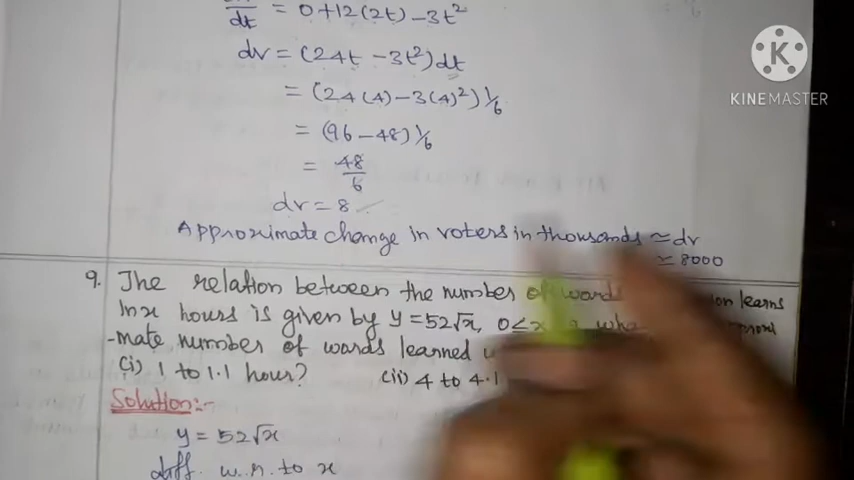 dt = 0+12(2t)-3t²
dv = (24t - 3t²)dt
= (24(4)-3(4)²) 1/6
= (96-48) 1/6
= 48/6
dv = 8
Approximate change in voters in thousands ≃ dv
≃ 8000
9. The relation between the number of words learns
in x hours is given by y = 52√x, 0≤x
-mate number of words learned
(i) 1 to 1.1 hour? (ii) 4 to 4.1
Solution:-
y = 52√x
diff. w.r. to x
KINEMASTER